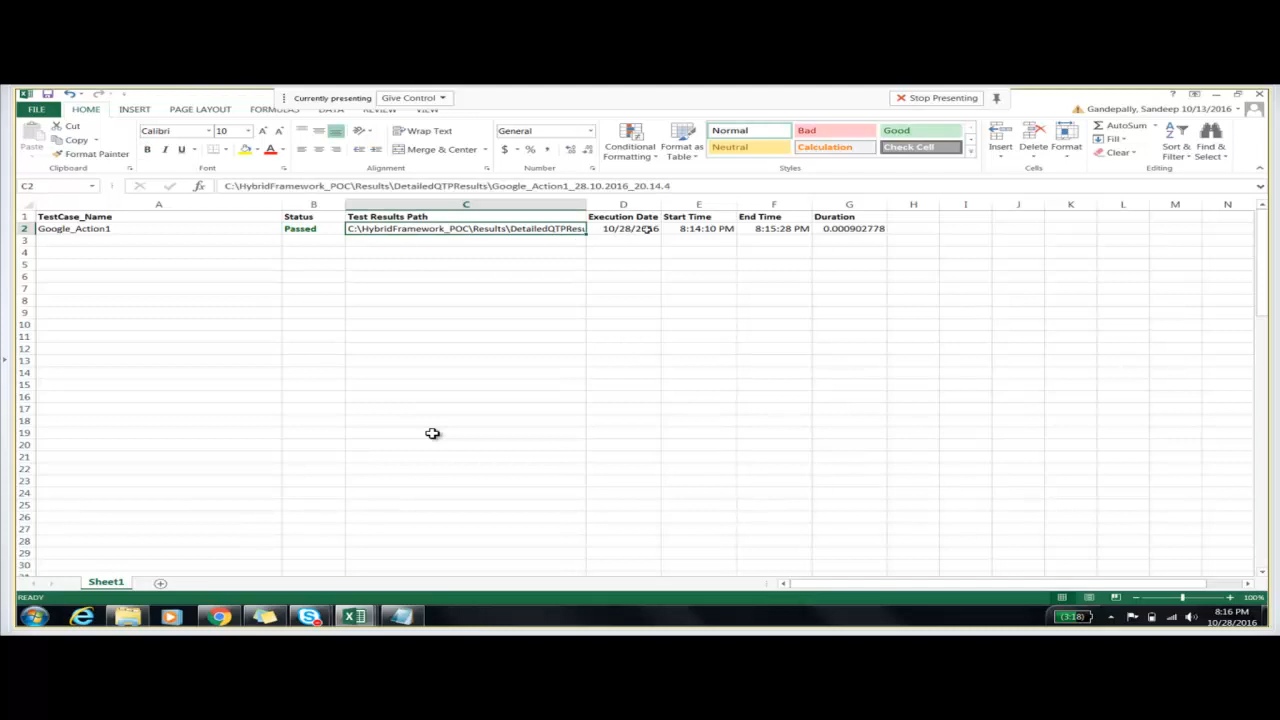 Currently presenting Give Control Stop Presenting
FILE HOME INSERT PAGE LAYOUT FORMULAS DATA REVIEW VIEW Gandepally, Sandeep 10/13/2016
Cut Calibri 10 Wrap Text General Normal Bad Good AutoSum
Paste Copy Conditional Formatting Format as Table Insert Delete Format Fill Sort & Filter Find & Select
Format Painter B I U Merge & Center $ % Neutral Calculation Check Cell Clear
Clipboard Font Alignment Number Styles Cells Editing
C2 fx C:\HybridFramework_POC\Results\DetailedQTPResults\Google_Action1_28.10.2016_20.14.4
A B C D E F G H I J K L M N
1 TestCase_Name Status Test Results Path Execution Date Start Time End Time Duration
2 Google_Action1 Passed C:\HybridFramework_POC\Results\DetailedQTPResu 10/28/2016 8:14:10 PM 8:15:28 PM 0.000902778
3
4
5
6
7
8
9
10
11
12
13
14
15
16
17
18
19
20
21
22
23
24
25
26
27
28
29
30
Sheet1
READY 100%
(3:18) 8:16 PM
10/28/2016